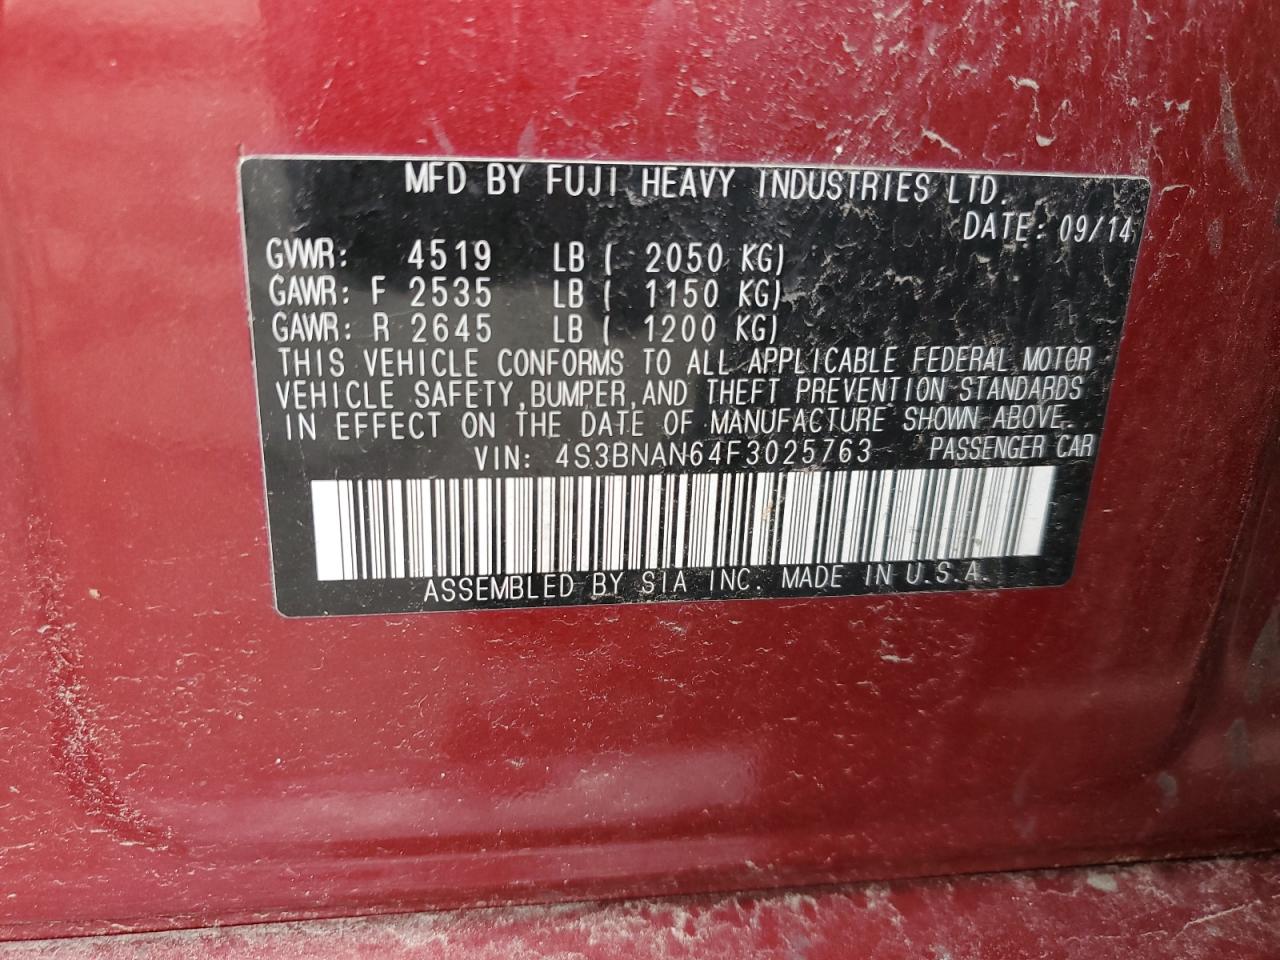 MFD BY FUJI HEAVY INDUSTRIES LTD.
DATE: 09/14
GVWR: 4519 LB ( 2050 KG)
GAWR: F 2535 LB ( 1150 KG)
GAWR: R 2645 LB ( 1200 KG)
THIS VEHICLE CONFORMS TO ALL APPLICABLE FEDERAL MOTOR
VEHICLE SAFETY,BUMPER,AND THEFT PREVENTION STANDARDS
IN EFFECT ON THE DATE OF MANUFACTURE SHOWN ABOVE.
VIN: 4S3BNAN64F3025763 PASSENGER CAR
ASSEMBLED BY SIA INC. MADE IN U.S.A.